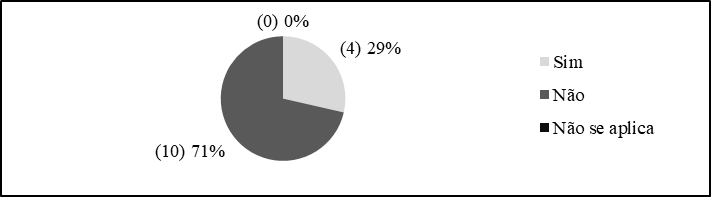 (0) 0%
(4) 29%
(10) 71%
Sim
Não
Não se aplica